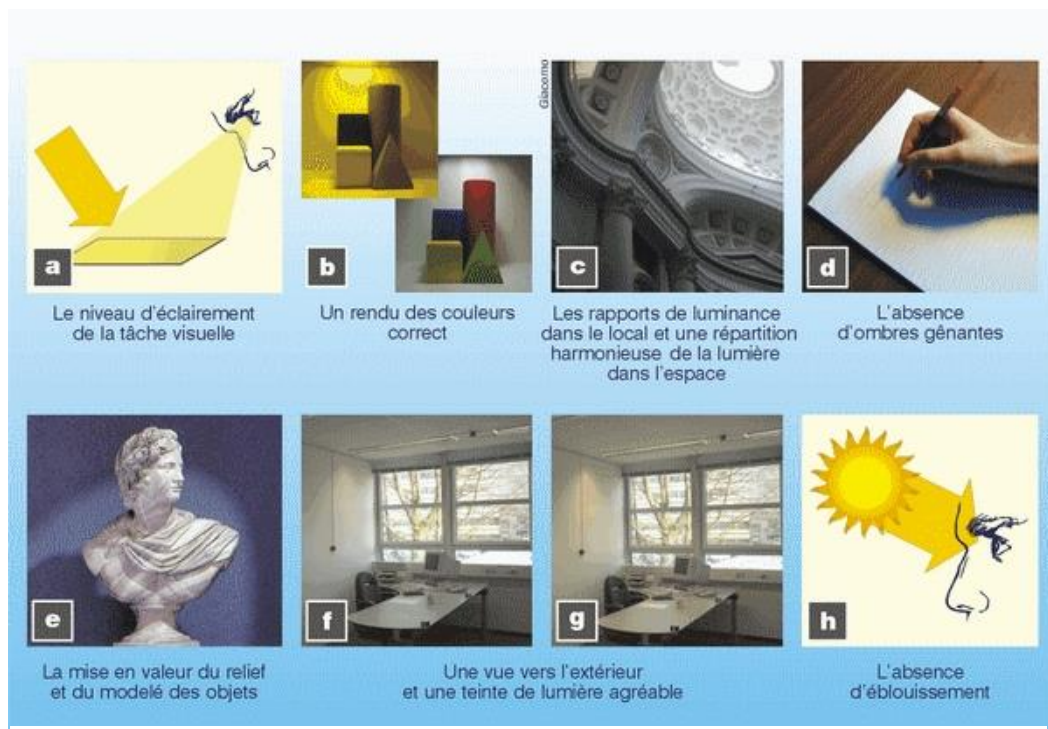 Giacomo
a
b
c
d
Le niveau d'éclairement
de la tâche visuelle
Un rendu des couleurs
correct
Les rapports de luminance
dans le local et une répartition
harmonieuse de la lumière
dans l'espace
L'absence
d'ombres gênantes
e
f
g
h
La mise en valeur du relief
et du modelé des objets
Une vue vers l'extérieur
et une teinte de lumière agréable
L'absence
d'éblouissement